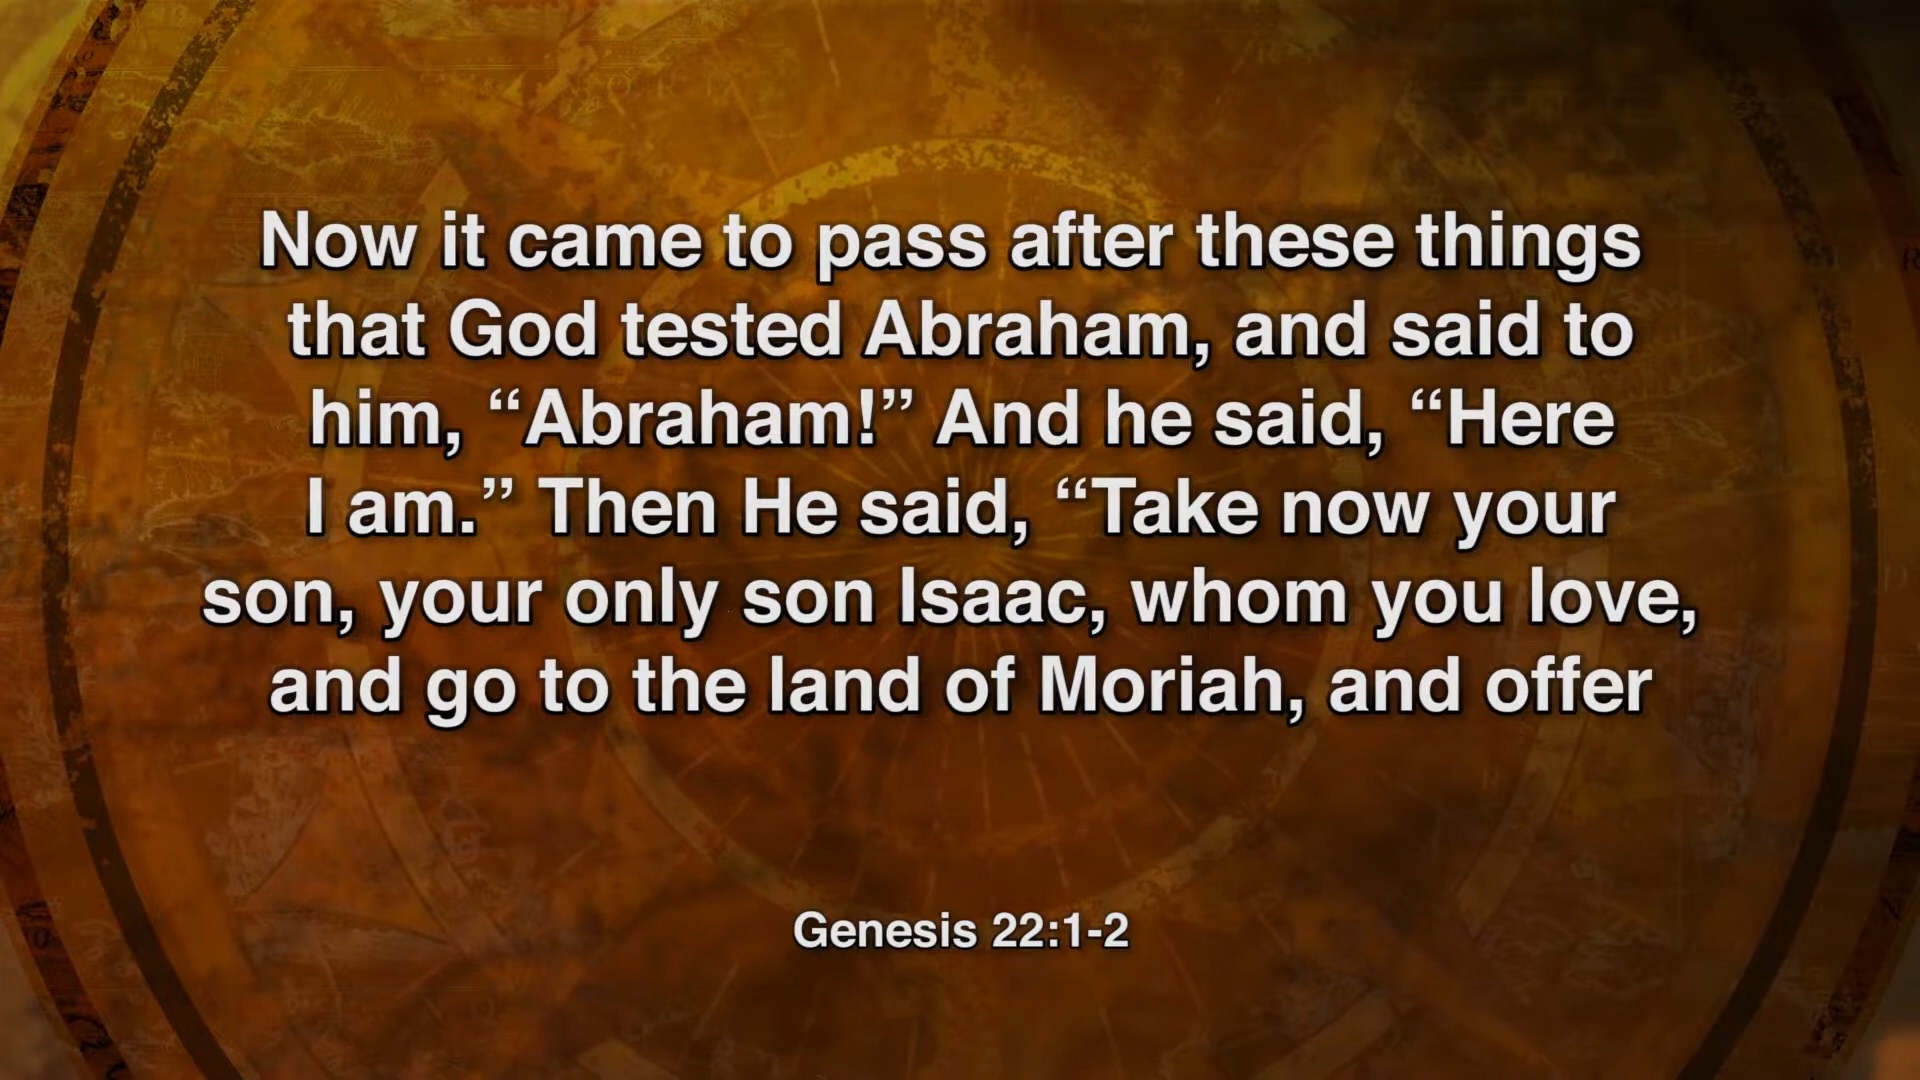 Now it came to pass after these things
that God tested Abraham, and said to
him, “Abraham!” And he said, “Here
I am.” Then He said, “Take now your
son, your only son Isaac, whom you love,
and go to the land of Moriah, and offer
Genesis 22:1-2